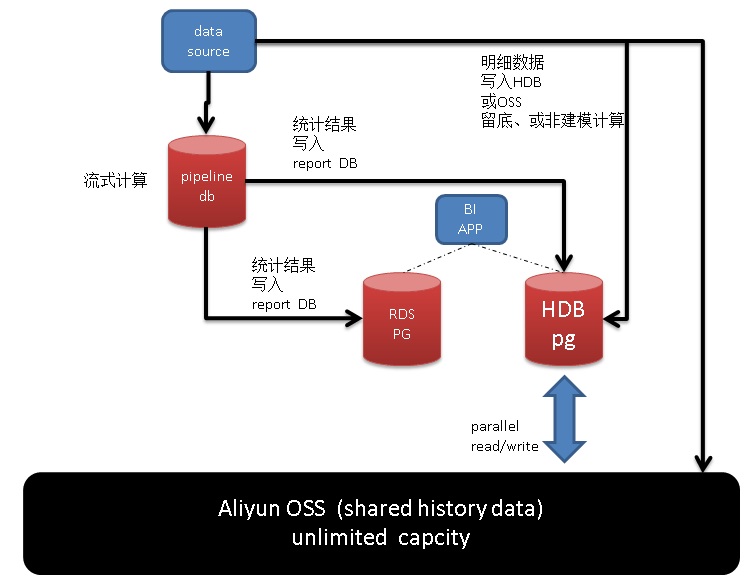 data
source
明细数据
写入HDB
或OSS
留底、或非建模计算
统计结果
写入
report DB
流式计算
pipeline
db
BI
APP
统计结果
写入
report DB
RDS
PG
HDB
pg
parallel
read/write
Aliyun OSS (shared history data)
unlimited capcity